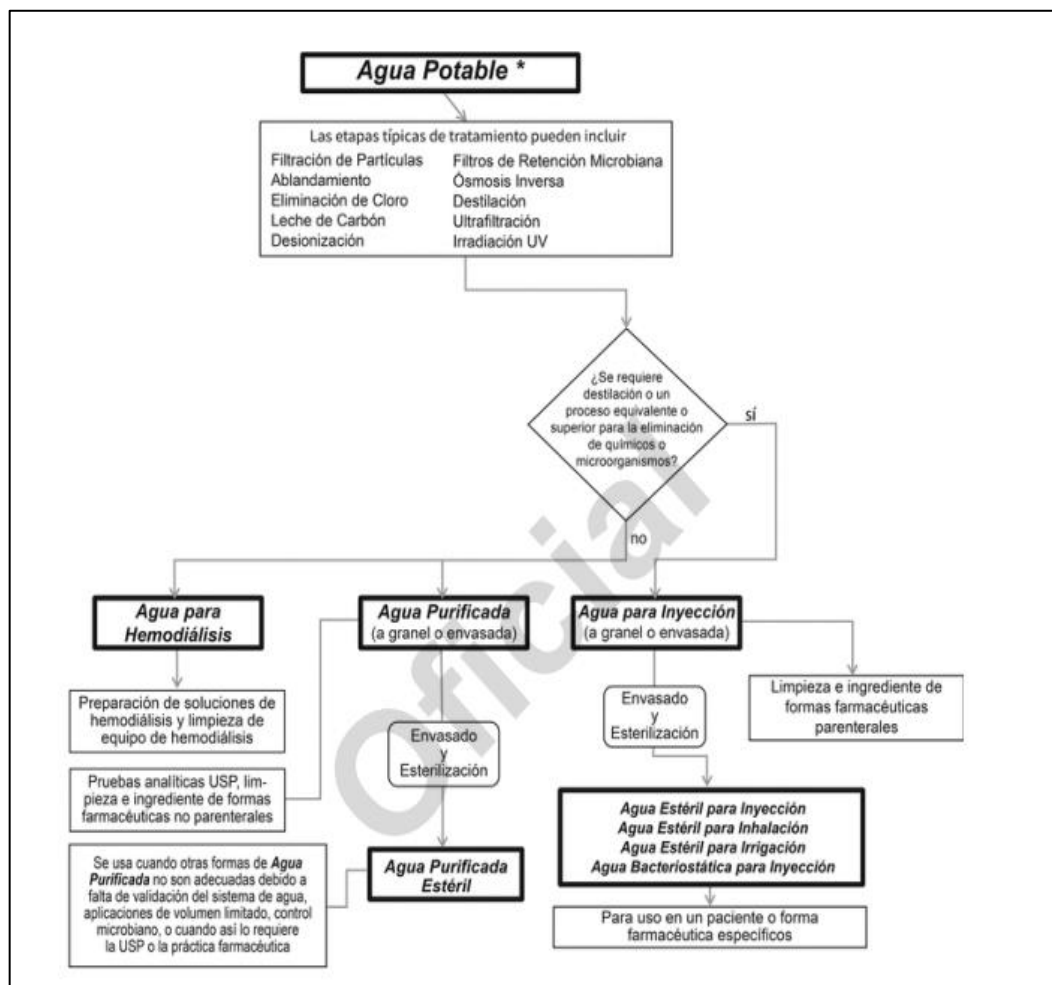 Agua Potable *
Las etapas típicas de tratamiento pueden incluir
Filtración de Partículas
Ablandamiento
Eliminación de Cloro
Leche de Carbón
Desionización
Filtros de Retención Microbiana
Ósmosis Inversa
Destilación
Ultrafiltración
Irradiación UV
¿Se requiere
destilación o un
proceso equivalente o
superior para la eliminación
de químicos o
microorganismos?
sí
no
Agua para
Hemodiálisis
Agua Purificada
(a granel o envasada)
Agua para Inyección
(a granel o envasada)
Preparación de soluciones de
hemodiálisis y limpieza de
equipo de hemodiálisis
Envasado
y
Esterilización
Envasado
y
Esterilización
Limpieza e ingrediente de
formas farmacéuticas
parenterales
Pruebas analíticas USP, lim-
pieza e ingrediente de formas
farmacéuticas no parenterales
Agua Estéril para Inyección
Agua Estéril para Inhalación
Agua Estéril para Irrigación
Agua Bacteriostática para Inyección
Se usa cuando otras formas de Agua
Purificada no son adecuadas debido a
falta de validación del sistema de agua,
aplicaciones de volumen limitado, control
microbiano, o cuando así lo requiere
la USP o la práctica farmacéutica
Agua Purificada
Estéril
Para uso en un paciente o forma
farmacéutica específicos
Oficial